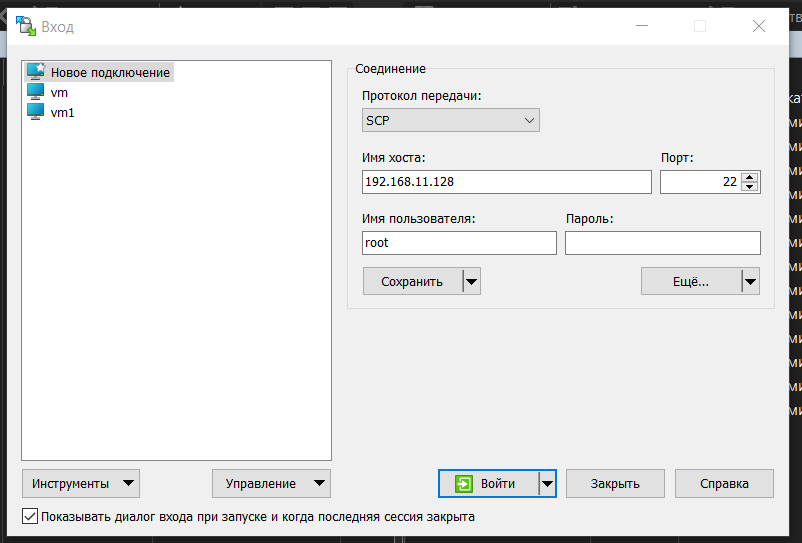 Вход
Новое подключение
vm
vm1
Соединение
Протокол передачи:
SCP
Имя хоста: Порт:
192.168.11.128 22
Имя пользователя: Пароль:
root
Сохранить Ещё...
Инструменты Управление Войти Закрыть Справка
Показывать диалог входа при запуске и когда последняя сессия закрыта